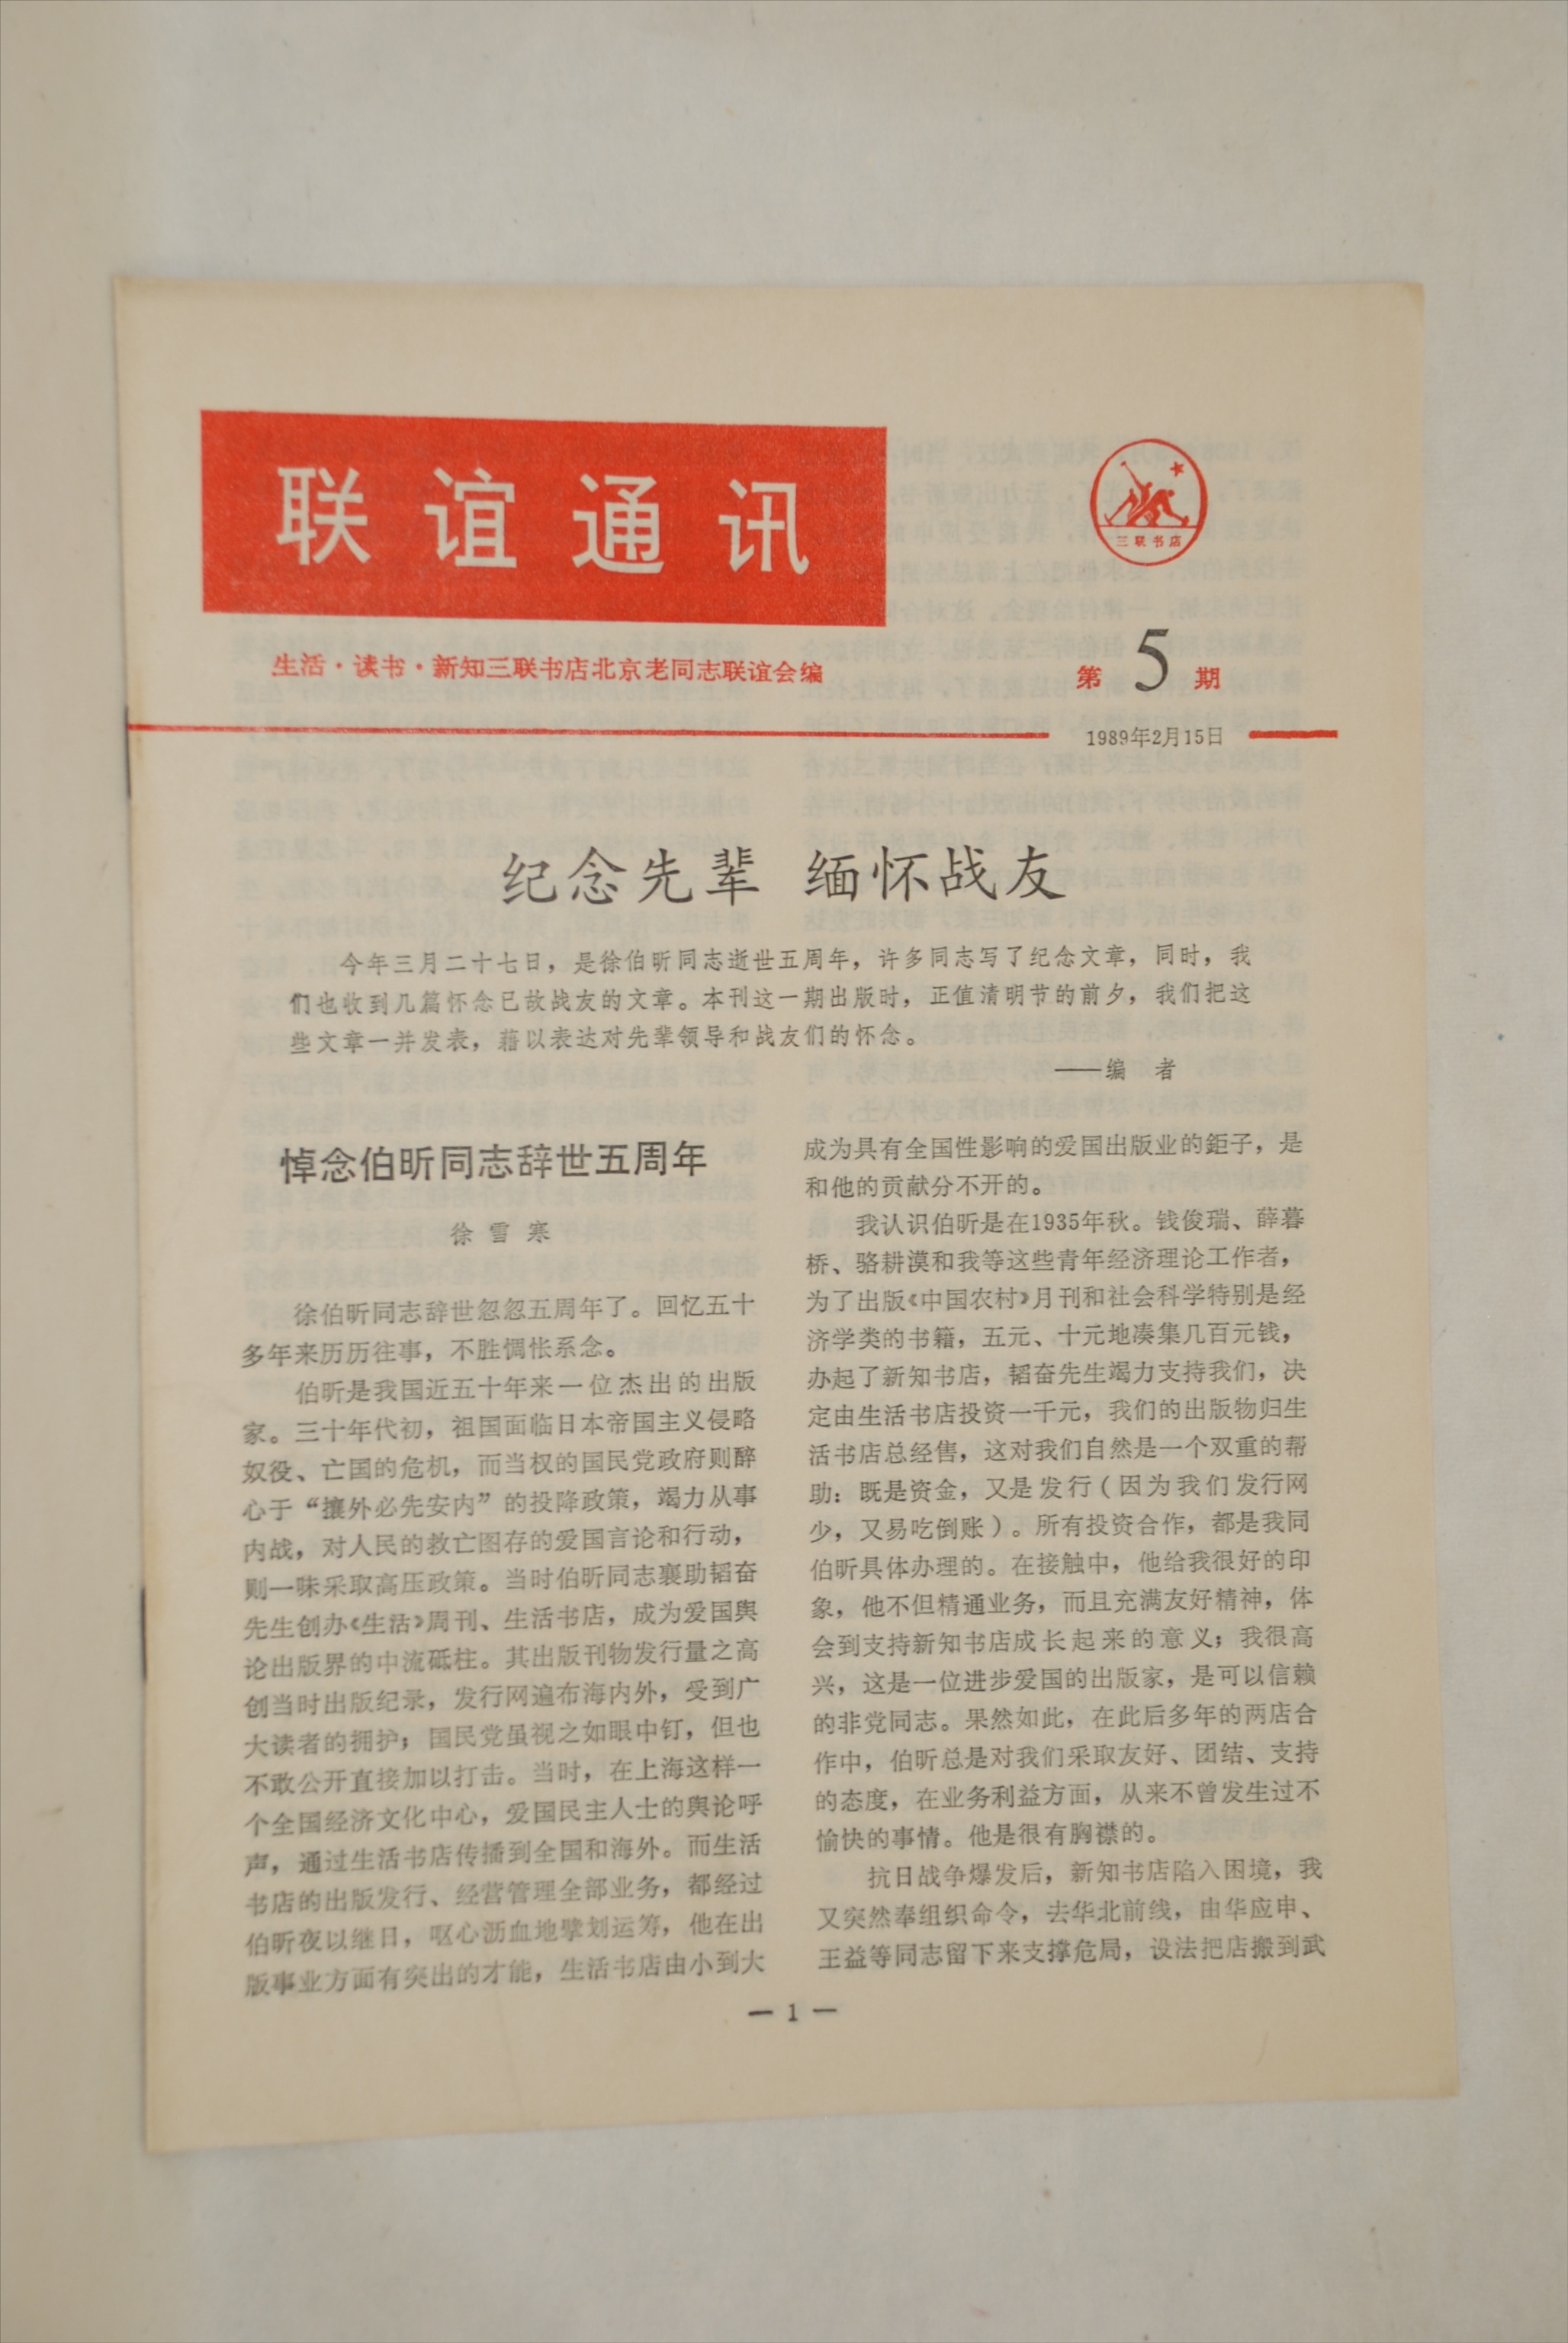 联谊通讯
三联书店
生活·读书·新知三联书店北京老同志联谊会编
第5期
1989年2月15日
纪念先辈 缅怀战友
今年三月二十七日，是徐伯昕同志逝世五周年，许多同志写了纪念文章，同时，我
们也收到几篇怀念已故战友的文章。本刊这一期出版时，正值清明节的前夕，我们把这
些文章一并发表，藉以表达对先辈领导和战友们的怀念。
——编 者
悼念伯昕同志辞世五周年
徐雪寒
徐伯昕同志辞世忽忽五周年了。回忆五十
多年来历历往事，不胜惆怅系念。
伯昕是我国近五十年来一位杰出的出版
家。三十年代初，祖国面临日本帝国主义侵略
奴役、亡国的危机，而当权的国民党政府则醉
心于“攘外必先安内”的投降政策，竭力从事
内战，对人民的救亡图存的爱国言论和行动，
则一味采取高压政策。当时伯昕同志襄助韬奋
先生创办《生活》周刊、生活书店，成为爱国舆
论出版界的中流砥柱。其出版刊物发行量之高
创当时出版纪录，发行网遍布海内外，受到广
大读者的拥护；国民党虽视之如眼中钉，但也
不敢公开直接加以打击。当时，在上海这样一
个全国经济文化中心，爱国民主人士的舆论呼
声，通过生活书店传播到全国和海外。而生活
书店的出版发行、经营管理全部业务，都经过
伯昕夜以继日，呕心沥血地擘划运筹，他在出
版事业方面有突出的才能，生活书店由小到大
成为具有全国性影响的爱国出版业的鉅子，是
和他的贡献分不开的。
我认识伯昕是在1935年秋。钱俊瑞、薛暮
桥、骆耕漠和我等这些青年经济理论工作者，
为了出版《中国农村》月刊和社会科学特别是经
济学类的书籍，五元、十元地凑集几百元钱，
办起了新知书店，韬奋先生竭力支持我们，决
定由生活书店投资一千元，我们的出版物归生
活书店总经售，这对我们自然是一个双重的帮
助：既是资金，又是发行（因为我们发行网
少，又易吃倒账）。所有投资合作，都是我同
伯昕具体办理的。在接触中，他给我很好的印
象，他不但精通业务，而且充满友好精神，体
会到支持新知书店成长起来的意义；我很高
兴，这是一位进步爱国的出版家，是可以信赖
的非党同志。果然如此，在此后多年的两店合
作中，伯昕总是对我们采取友好、团结、支持
的态度，在业务利益方面，从来不曾发生过不
愉快的事情。他是很有胸襟的。
抗日战争爆发后，新知书店陷入困境，我
又突然奉组织命令，去华北前线，由华应申、
王益等同志留下来支撑危局，设法把店搬到武
— 1 —